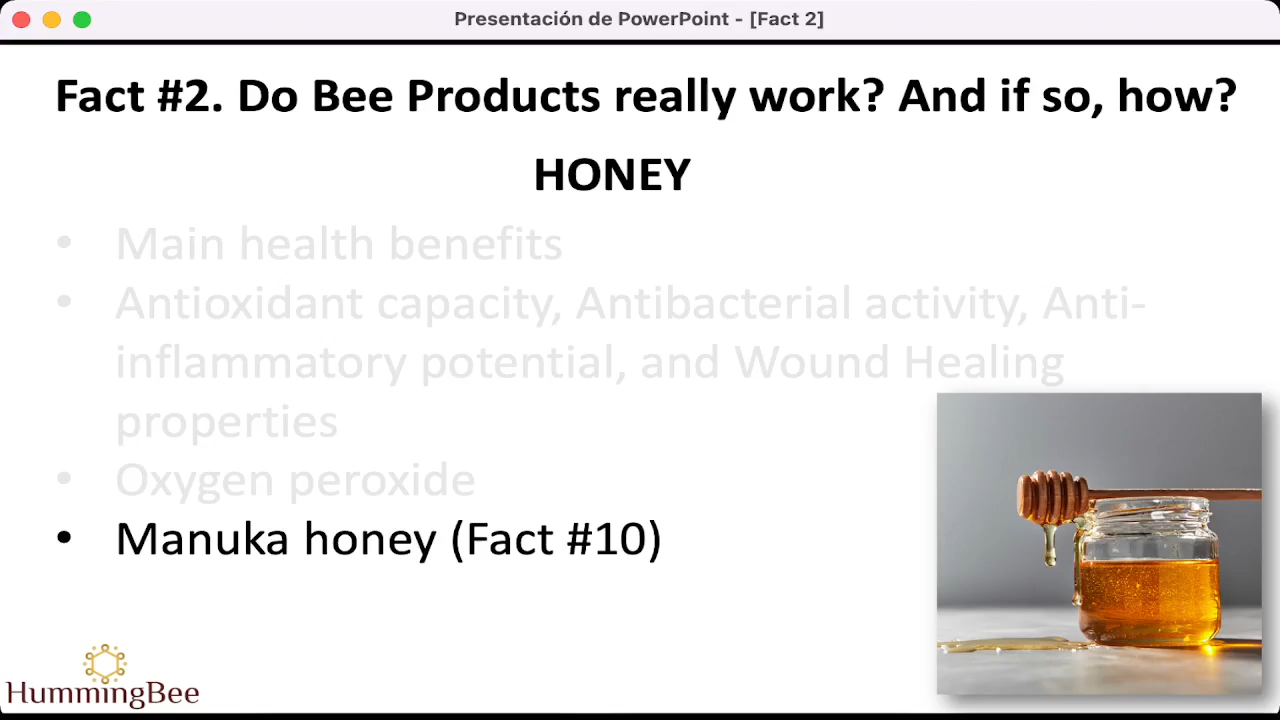 Presentación de PowerPoint - [Fact 2]
Fact #2. Do Bee Products really work? And if so, how?
HONEY
• Main health benefits
• Antioxidant capacity, Antibacterial activity, Anti-
inflammatory potential, and Wound Healing
properties
• Oxygen peroxide
• Manuka honey (Fact #10)
HummingBee